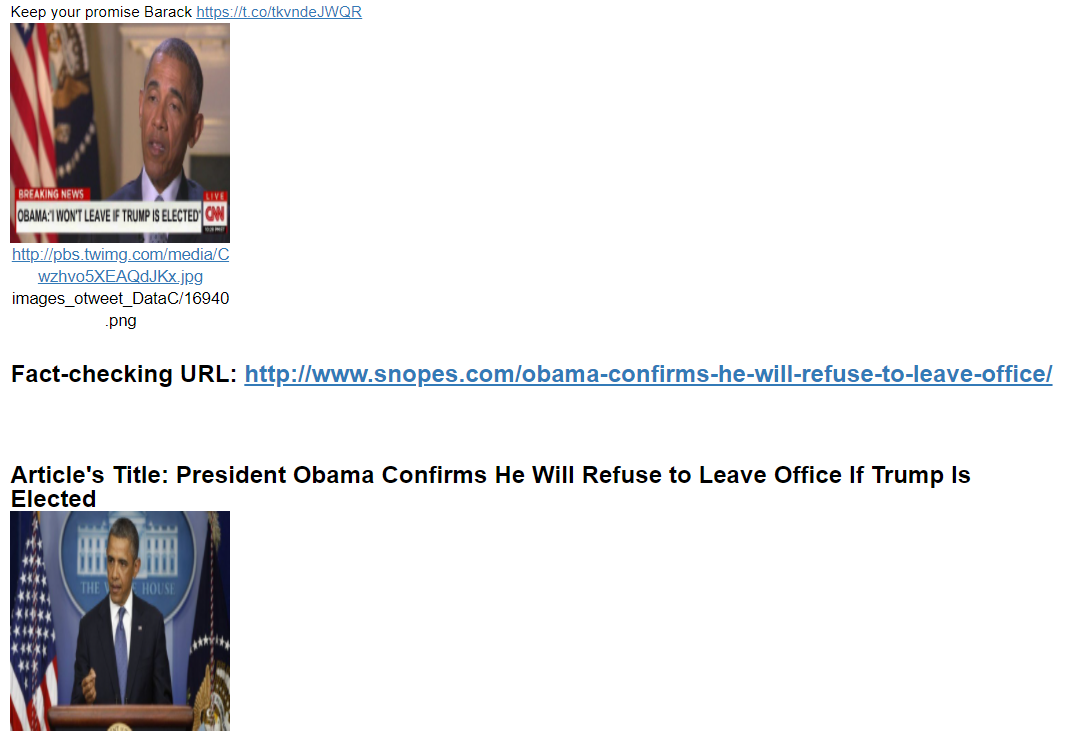 Keep your promise Barack https://t.co/tkvndeJWQR
BREAKING NEWS
LIVE
OBAMA:'I WON'T LEAVE IF TRUMP IS ELECTED'
CNN
http://pbs.twimg.com/media/C
wzhvo5XEAQdJKx.jpg
images_otweet_DataC/16940
.png
Fact-checking URL: http://www.snopes.com/obama-confirms-he-will-refuse-to-leave-office/
Article's Title: President Obama Confirms He Will Refuse to Leave Office If Trump Is
Elected
THE WHITE HOUSE